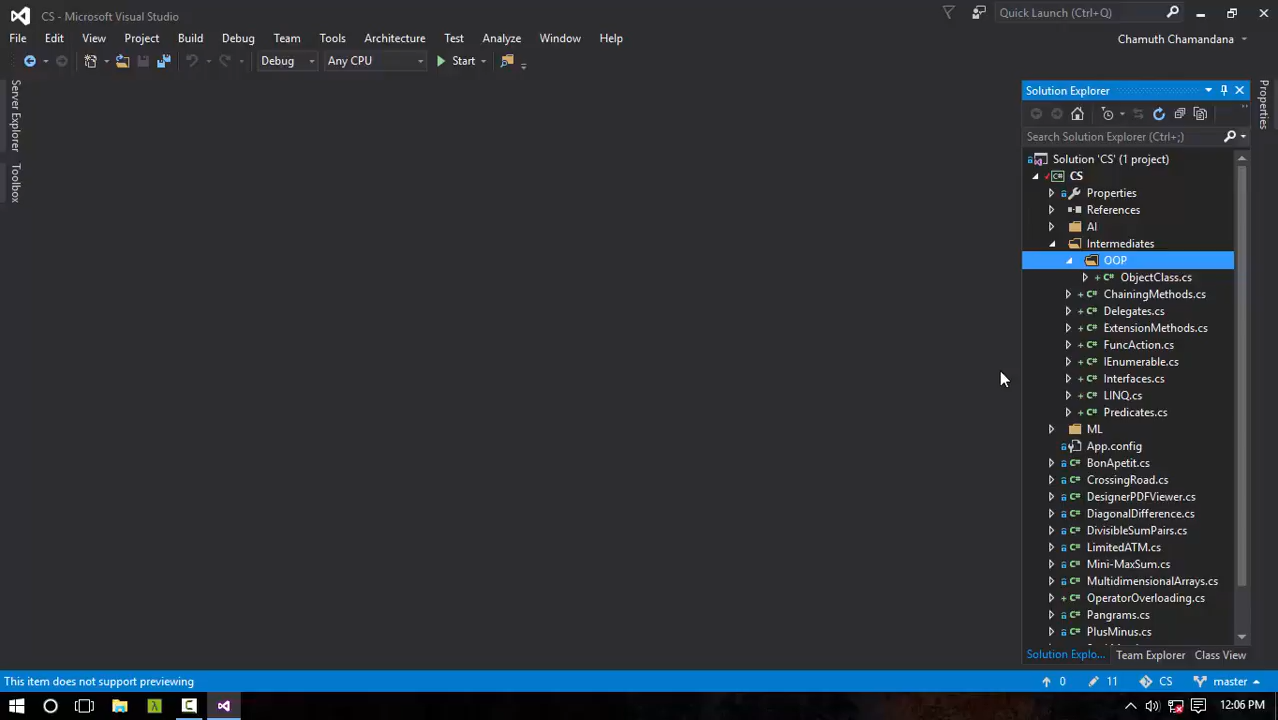 CS - Microsoft Visual Studio
Quick Launch (Ctrl+Q)
File Edit View Project Build Debug Team Tools Architecture Test Analyze Window Help
Chamuth Chamandana
Debug Any CPU Start
Server Explorer
Toolbox
Solution Explorer
Properties
Search Solution Explorer (Ctrl+;)
Solution 'CS' (1 project)
C# CS
Properties
References
AI
Intermediates
OOP
+ C# ObjectClass.cs
+ C# ChainingMethods.cs
+ C# Delegates.cs
+ C# ExtensionMethods.cs
+ C# FuncAction.cs
+ C# IEnumerable.cs
+ C# Interfaces.cs
+ C# LINQ.cs
+ C# Predicates.cs
ML
App.config
C# BonApetit.cs
C# CrossingRoad.cs
C# DesignerPDFViewer.cs
C# DiagonalDifference.cs
C# DivisibleSumPairs.cs
C# LimitedATM.cs
C# Mini-MaxSum.cs
C# MultidimensionalArrays.cs
+ C# OperatorOverloading.cs
C# Pangrams.cs
C# PlusMinus.cs
Solution Explo... Team Explorer Class View
This item does not support previewing
0 11 CS master
12:06 PM